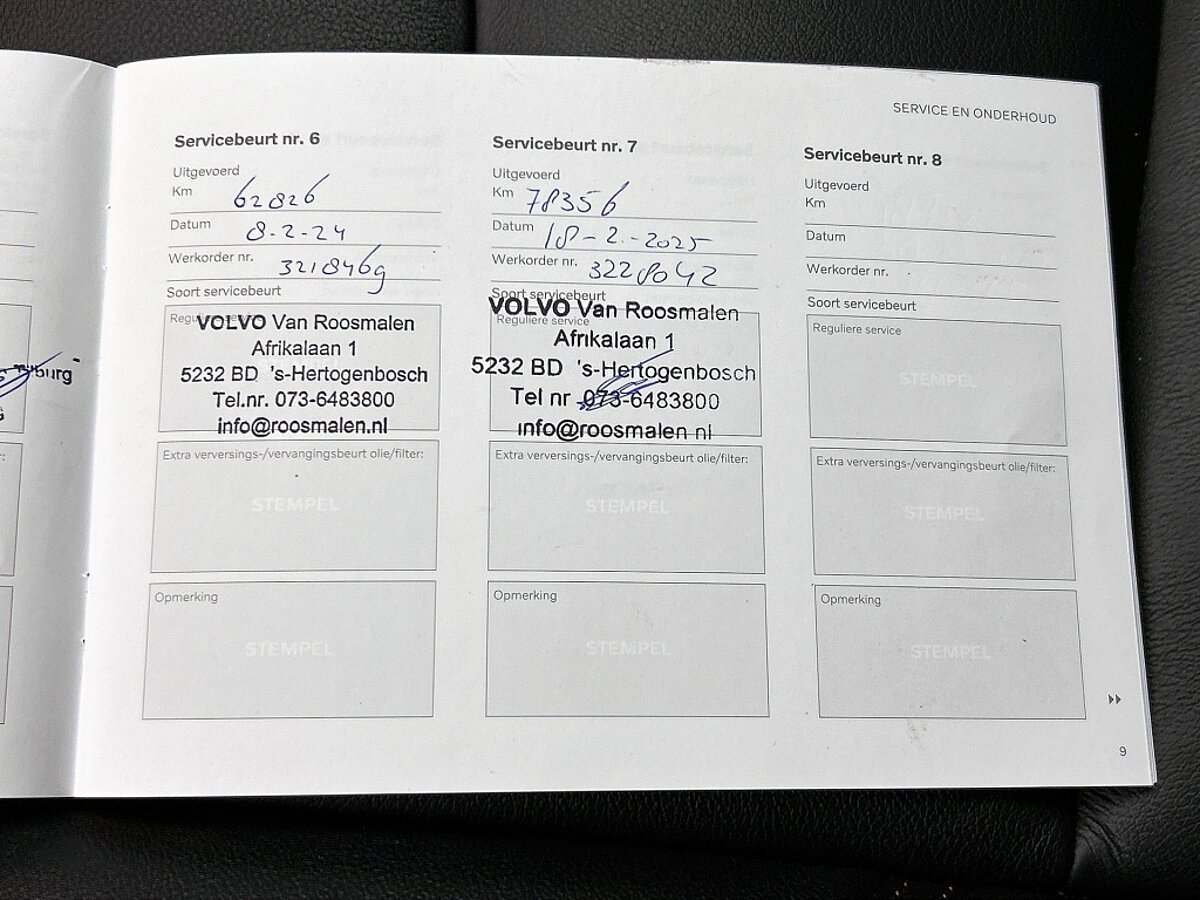 SERVICE EN ONDERHOUD
Servicebeurt nr. 6
Uitgevoerd
Km 62826
Datum 8-2-24
Werkorder nr. 3218469
Soort servicebeurt
Reguliere service
VOLVO Van Roosmalen
Afrikalaan 1
5232 BD 's-Hertogenbosch
Tel.nr. 073-6483800
info@roosmalen.nl
Extra verversings-/vervangingsbeurt olie/filter:
STEMPEL
Opmerking
STEMPEL
Servicebeurt nr. 7
Uitgevoerd
Km 78356
Datum 18-2-2025
Werkorder nr. 3228042
Soort servicebeurt
Reguliere service
VOLVO Van Roosmalen
Afrikalaan 1
5232 BD 's-Hertogenbosch
Tel nr 073-6483800
info@roosmalen nl
Extra verversings-/vervangingsbeurt olie/filter:
STEMPEL
Opmerking
STEMPEL
Servicebeurt nr. 8
Uitgevoerd
Km
Datum
Werkorder nr.
Soort servicebeurt
Reguliere service
STEMPEL
Extra verversings-/vervangingsbeurt olie/filter:
STEMPEL
Opmerking
STEMPEL
9